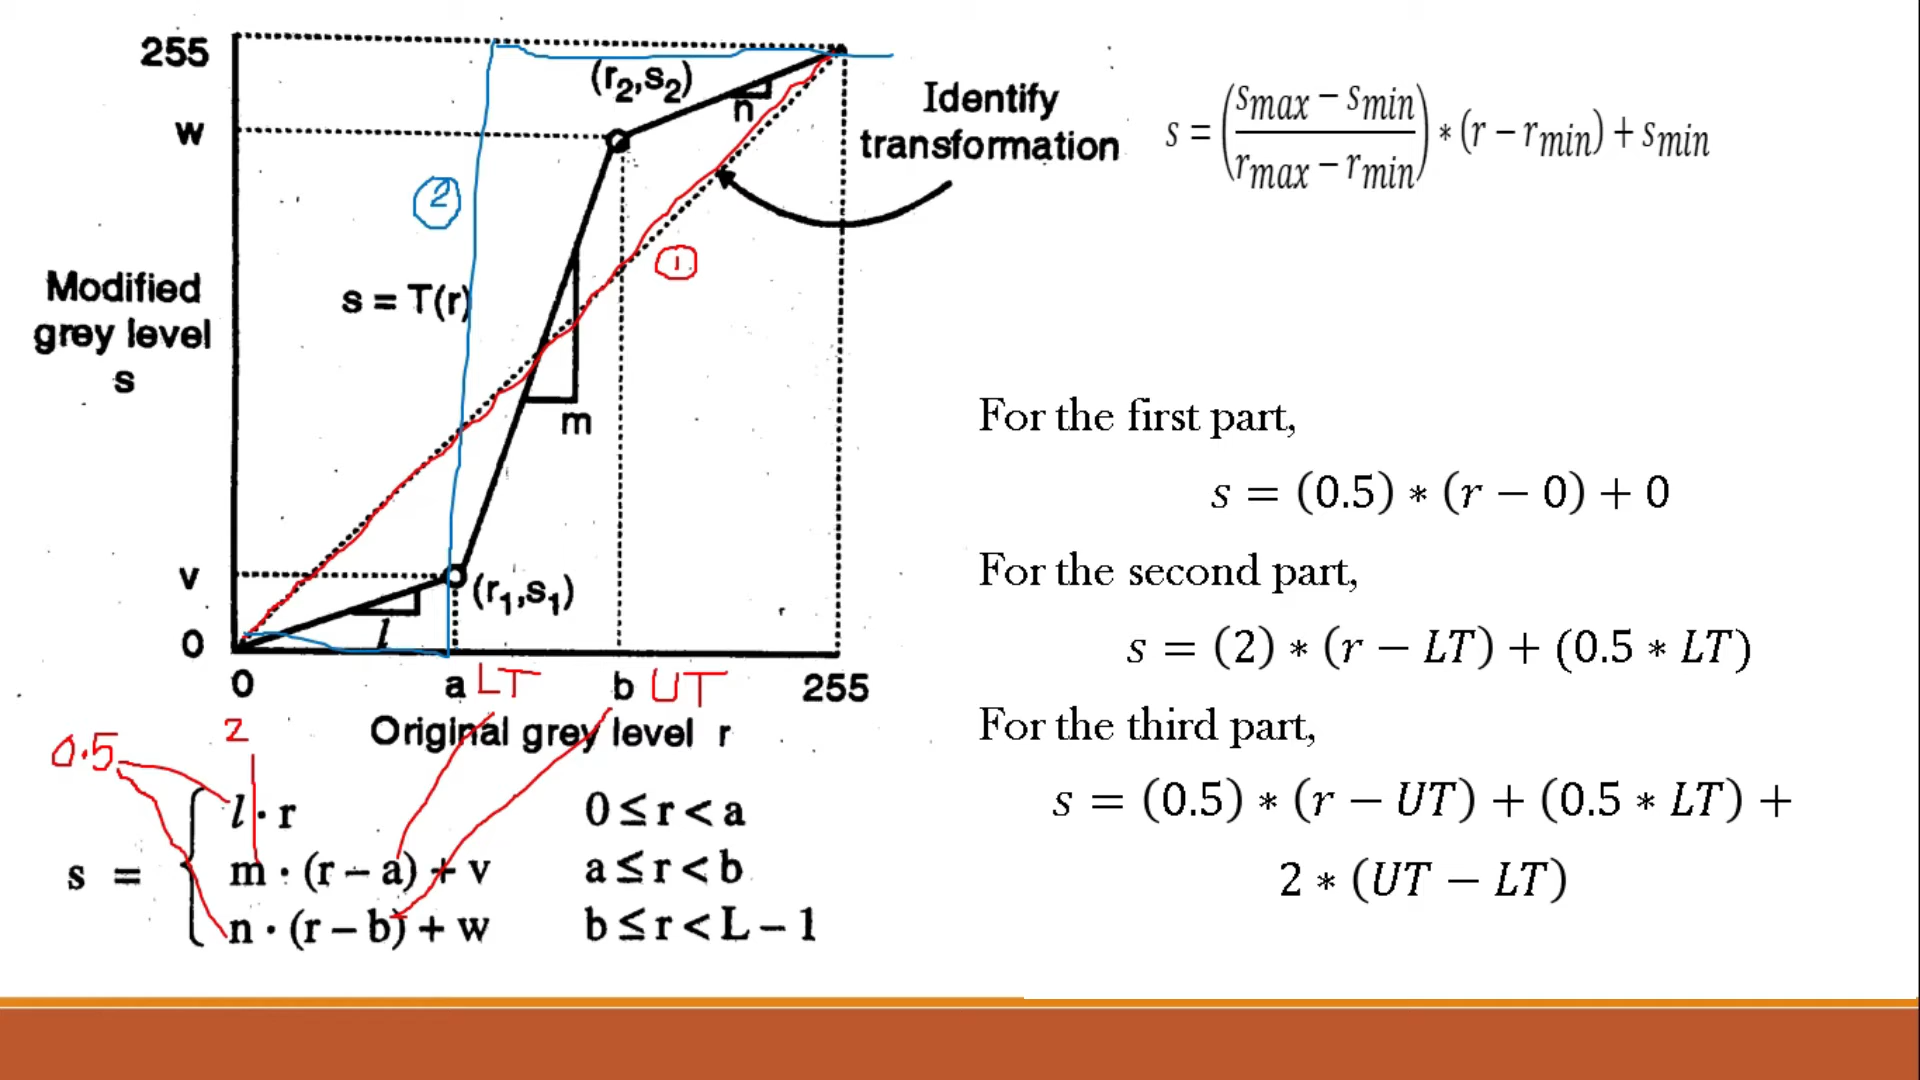 255
(r₂,s₂)
n
w
②
①
Modified
grey level
s
s = T(r)
m
v
(r₁,s₁)
l
0
0
a LT
b UT
255
Original grey level r
Identify
transformation
0.5
2
s =
l · r 0 ≤ r < a
m · (r – a) + v a ≤ r < b
n · (r – b) + w b ≤ r < L – 1
s = ((smax − smin)/(rmax − rmin)) * (r − rmin) + smin
For the first part,
s = (0.5) * (r − 0) + 0
For the second part,
s = (2) * (r − LT) + (0.5 * LT)
For the third part,
s = (0.5) * (r − UT) + (0.5 * LT) +
2 * (UT − LT)